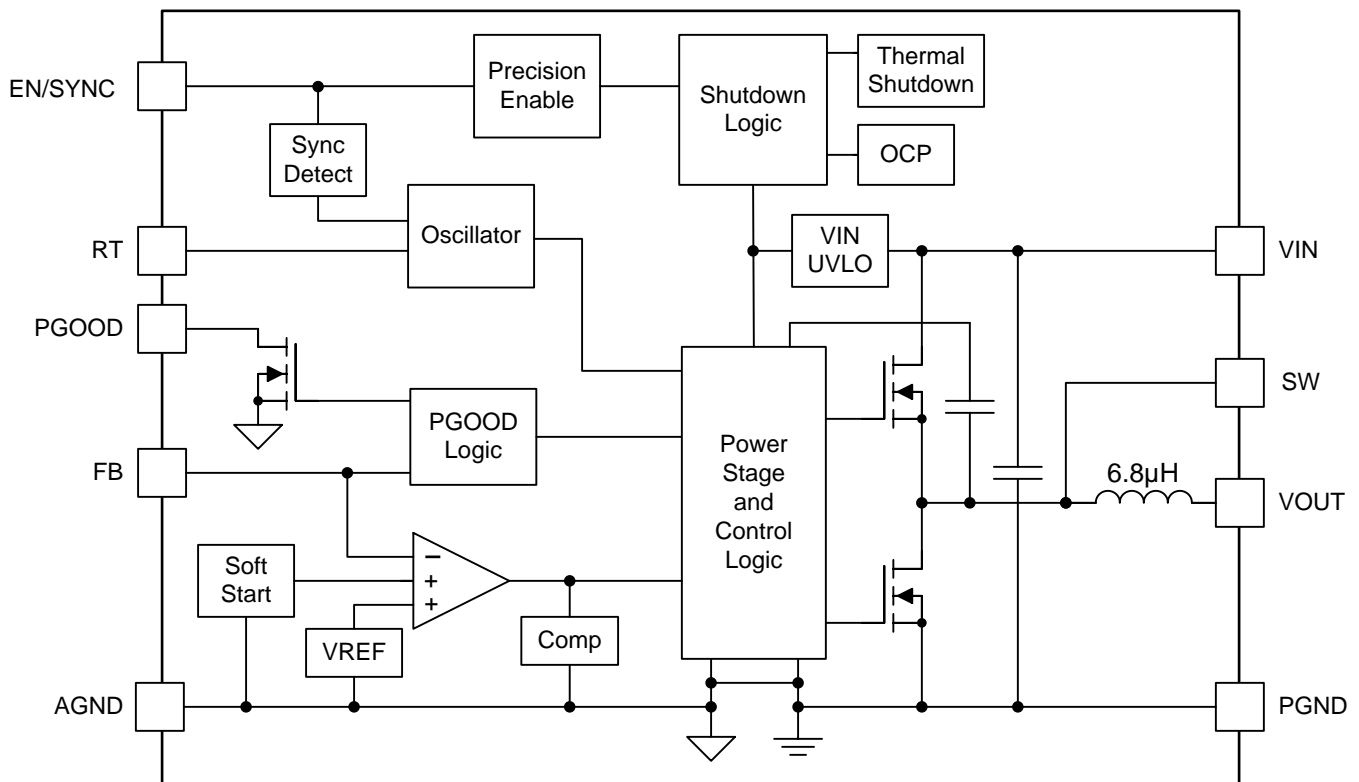 EN/SYNC
Precision
Enable
Shutdown
Logic
Thermal
Shutdown
OCP
Sync
Detect
RT
Oscillator
VIN
UVLO
VIN
PGOOD
SW
PGOOD
Logic
FB
Power
Stage
and
Control
Logic
6.8µH
VOUT
Soft
Start
−
+
+
VREF
Comp
AGND
PGND